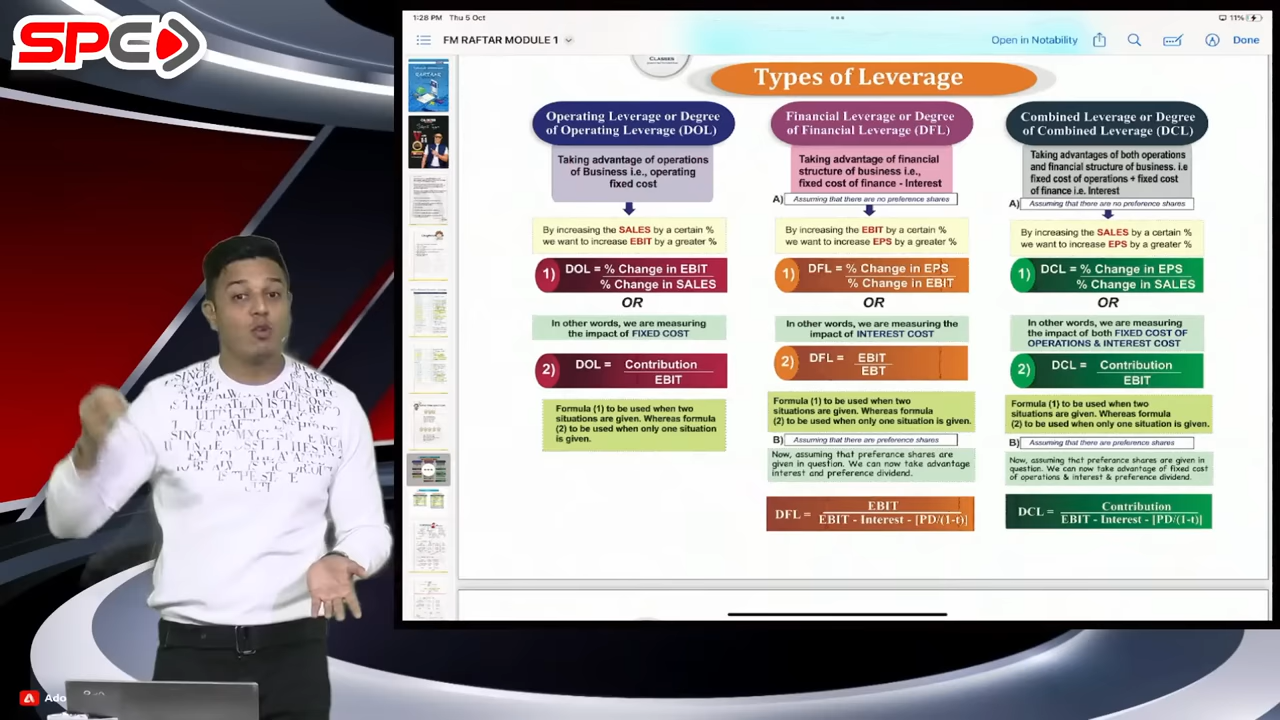 SPC
1:28 PM Thu 5 Oct
11%
FM RAFTAR MODULE 1
Open in Notability
Done
CLASSES
Types of Leverage
Operating Leverage or Degree
of Operating Leverage (DOL)
Taking advantage of operations
of Business i.e., operating
fixed cost
By increasing the SALES by a certain %
we want to increase EBIT by a greater %
1) DOL = % Change in EBIT
% Change in SALES
OR
In other words, we are measuring
the impact of FIXED COST
2) DOL = Contribution
EBIT
Formula (1) to be used when two
situations are given. Whereas formula
(2) to be used when only one situation
is given.
Financial Leverage or Degree
of Financial Leverage (DFL)
Taking advantage of financial
structure of business i.e.,
fixed cost of finance - Interest
A) Assuming that there are no preference shares
By increasing the EBIT by a certain %
we want to increase EPS by a greater %
1) DFL = % Change in EPS
% Change in EBIT
OR
In other words, we are measuring the
impact of INTEREST COST
2) DFL = EBIT
EBT
Formula (1) to be used when two
situations are given. Whereas formula
(2) to be used when only one situation is given.
B) Assuming that there are preference shares
Now, assuming that preferance shares are
given in question. We can now take advantage
interest and preference dividend.
DFL = EBIT
EBIT - Interest - [PD/(1-t)]
Combined Leverage or Degree
of Combined Leverage (DCL)
Taking advantages of both operations
and financial structure of business. i.e
fixed cost of operations + fixed cost
of finance i.e. Interest
A) Assuming that there are no preference shares
By increasing the SALES by a certain %
we want to increase EPS by a greater %
1) DCL = % Change in EPS
% Change in SALES
OR
In other words, we are measuring
the impact of both FIXED COST OF
OPERATIONS & INTEREST COST
2) DCL = Contribution
EBIT
Formula (1) to be used when two
situations are given. Whereas formula
(2) to be used when only one situation is given.
B) Assuming that there are preference shares
Now, assuming that preference shares are given in
question. We can now take advantage of fixed cost
of operations & interest & preference dividend.
DCL = Contribution
EBIT - Interest - [PD/(1-t)]